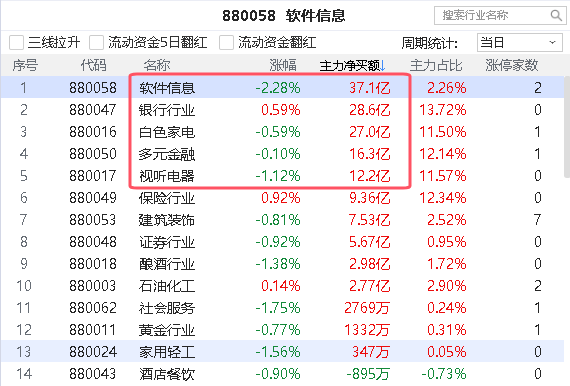 880058 软件信息 搜索行业名称
三线拉升 流动资金5日翻红 流动资金翻红 周期统计: 当日
序号 代码 名称 涨幅 主力净买额↓ 主力占比 涨停家数
1 880058 软件信息 -2.28% 37.1亿 2.26% 2
2 880047 银行行业 0.59% 28.6亿 13.72% 0
3 880016 白色家电 -0.59% 27.0亿 11.50% 1
4 880050 多元金融 -0.10% 16.3亿 12.14% 1
5 880017 视听电器 -1.12% 12.2亿 11.57% 0
6 880049 保险行业 0.92% 9.36亿 12.34% 0
7 880053 建筑装饰 -0.81% 7.53亿 2.52% 7
8 880048 证券行业 -0.92% 5.67亿 0.95% 0
9 880018 酿酒行业 -1.38% 2.98亿 1.72% 0
10 880003 石油化工 0.14% 2.77亿 2.90% 2
11 880062 社会服务 -1.75% 2769万 0.24% 1
12 880011 黄金行业 -0.77% 1332万 0.31% 1
13 880024 家用轻工 -1.56% 347万 0.05% 0
14 880043 酒店餐饮 -0.90% -895万 -0.73% 0